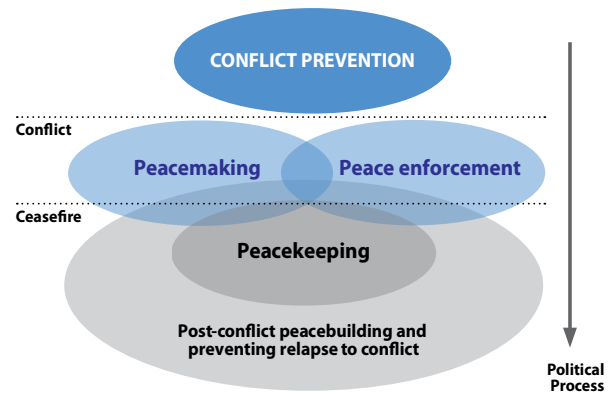 CONFLICT PREVENTION
Conflict
Peacemaking
Peace enforcement
Ceasefire
Peacekeeping
Post-conflict peacebuilding and
preventing relapse to conflict
Political
Process